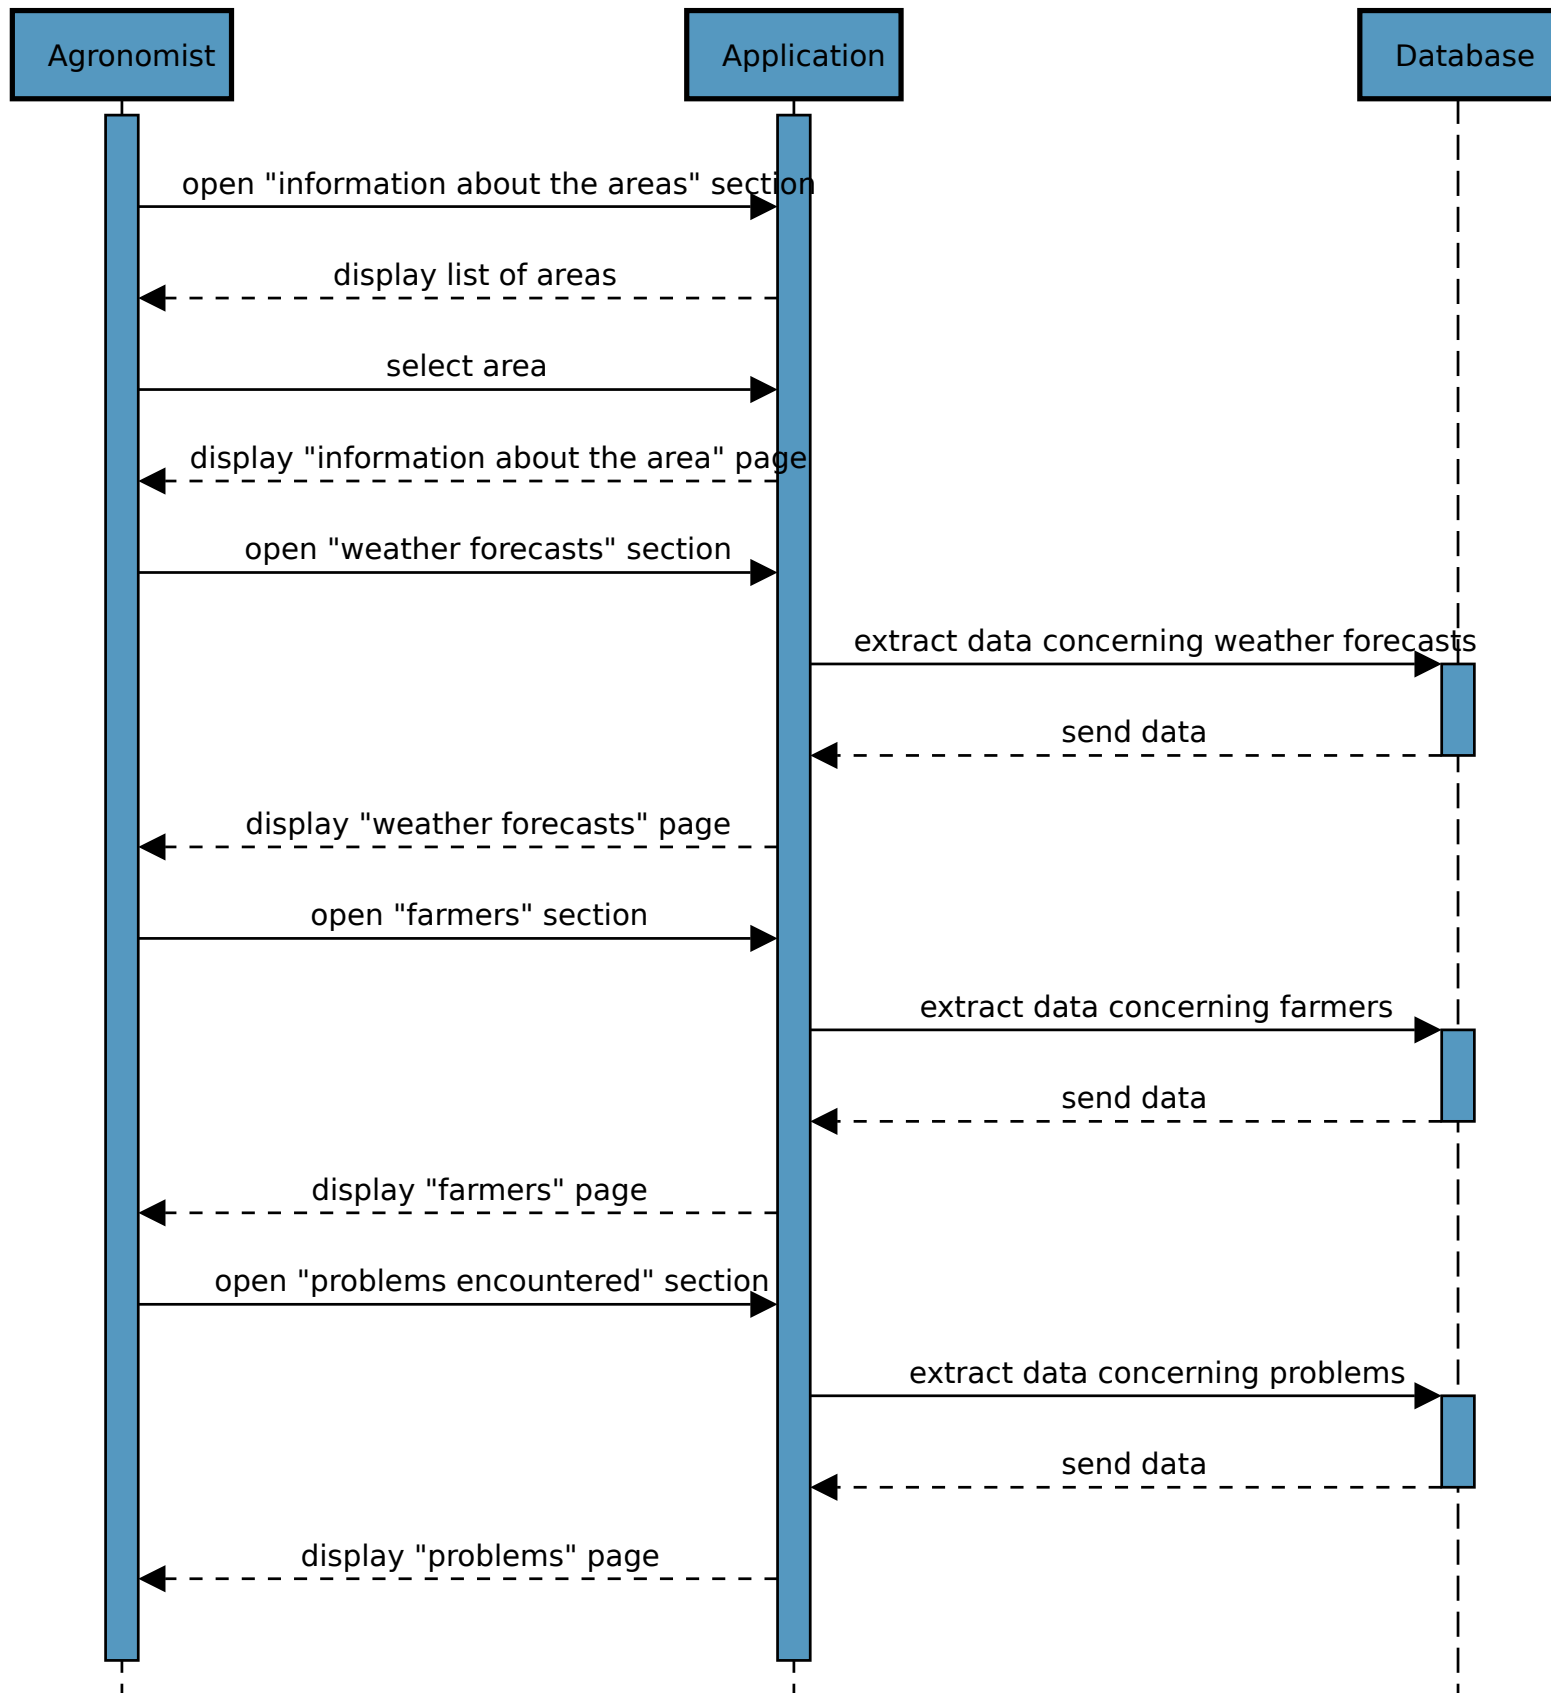 Agronomist
Application
Database
open "information about the areas" section
display list of areas
select area
display "information about the area" page
open "weather forecasts" section
extract data concerning weather forecasts
send data
display "weather forecasts" page
open "farmers" section
extract data concerning farmers
send data
display "farmers" page
open "problems encountered" section
extract data concerning problems
send data
display "problems" page